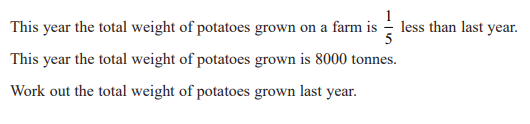 This year the total weight of potatoes grown on a farm is 1/5 less than last year.
This year the total weight of potatoes grown is 8000 tonnes.
Work out the total weight of potatoes grown last year.